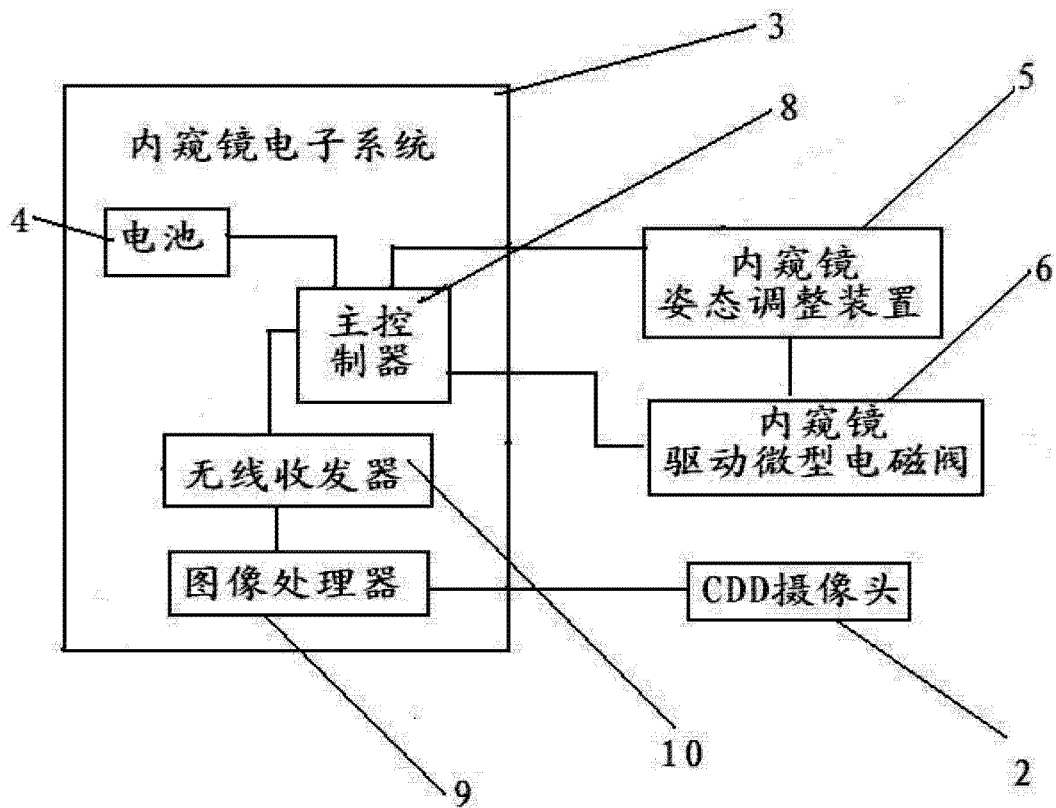 3
8
5
内窥镜电子系统
4
电池
内窥镜
姿态调整装置
6
主控
制器
内窥镜
驱动微型电磁阀
无线收发器
图像处理器
CDD摄像头
10
2
9